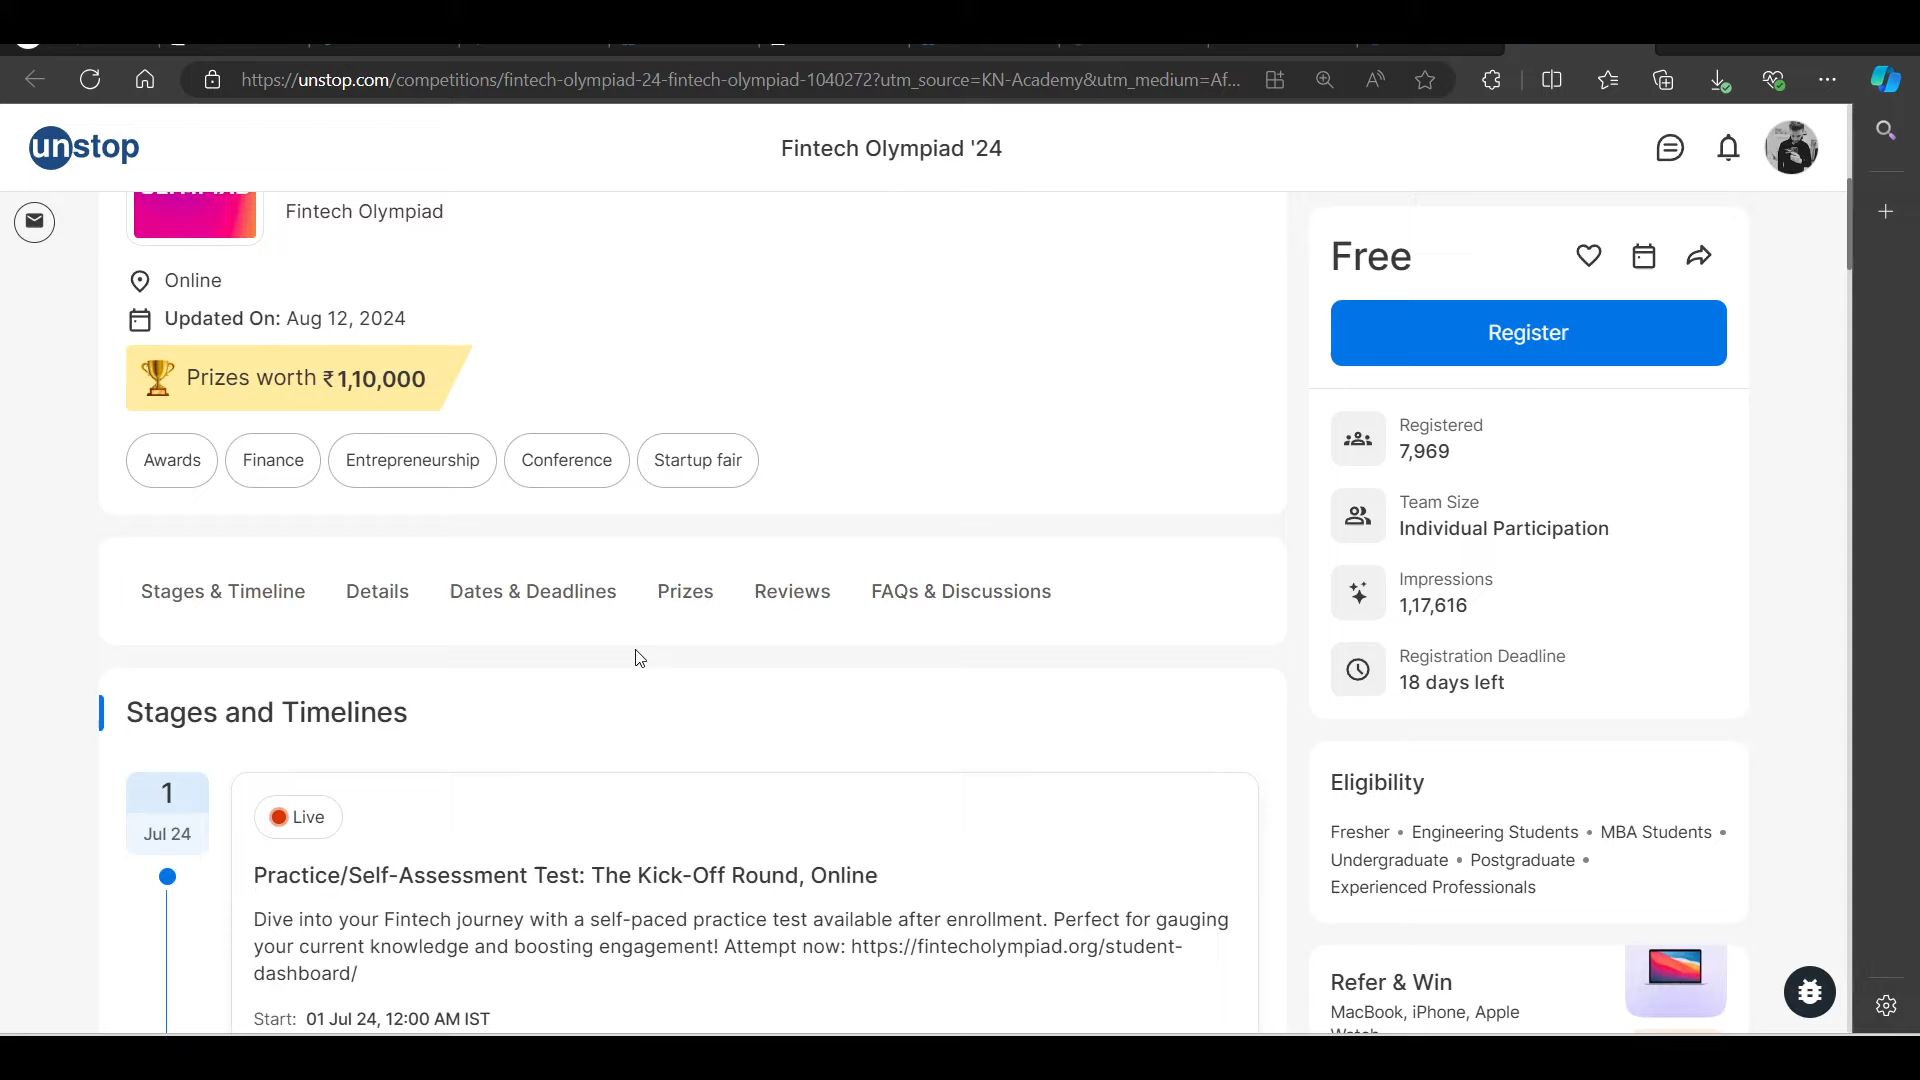 https://unstop.com/competitions/fintech-olympiad-24-fintech-olympiad-1040272?utm_source=KN-Academy&utm_medium=Af...
unstop
Fintech Olympiad '24
Fintech Olympiad
Online
Updated On: Aug 12, 2024
Prizes worth ₹1,10,000
Awards
Finance
Entrepreneurship
Conference
Startup fair
Stages & Timeline
Details
Dates & Deadlines
Prizes
Reviews
FAQs & Discussions
Stages and Timelines
1
Jul 24
Live
Practice/Self-Assessment Test: The Kick-Off Round, Online
Dive into your Fintech journey with a self-paced practice test available after enrollment. Perfect for gauging
your current knowledge and boosting engagement! Attempt now: https://fintecholympiad.org/student-
dashboard/
Start: 01 Jul 24, 12:00 AM IST
Free
Register
Registered
7,969
Team Size
Individual Participation
Impressions
1,17,616
Registration Deadline
18 days left
Eligibility
Fresher • Engineering Students • MBA Students •
Undergraduate • Postgraduate •
Experienced Professionals
Refer & Win
MacBook, iPhone, Apple